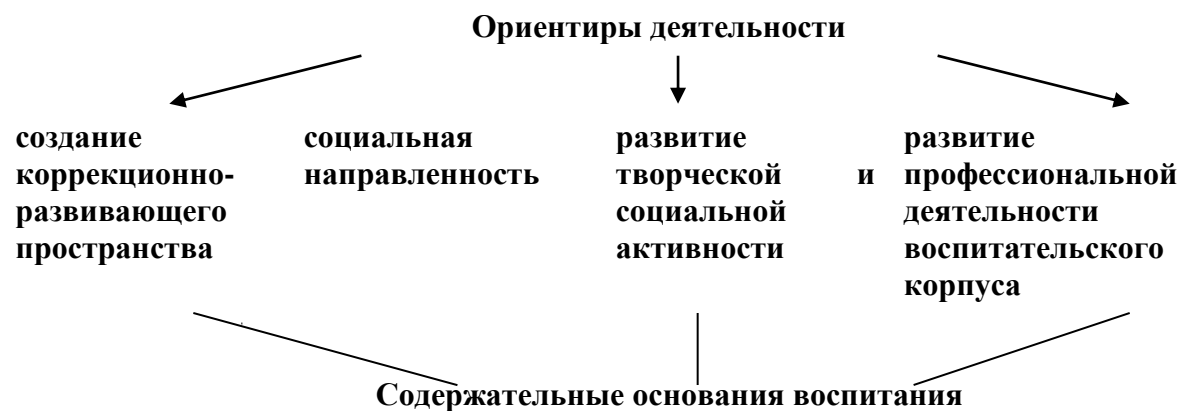 Ориентиры деятельности
создание
коррекционно-
развивающего
пространства
социальная
направленность
развитие
творческой и
социальной
активности
развитие
профессиональной
деятельности
воспитательского
корпуса
Содержательные основания воспитания